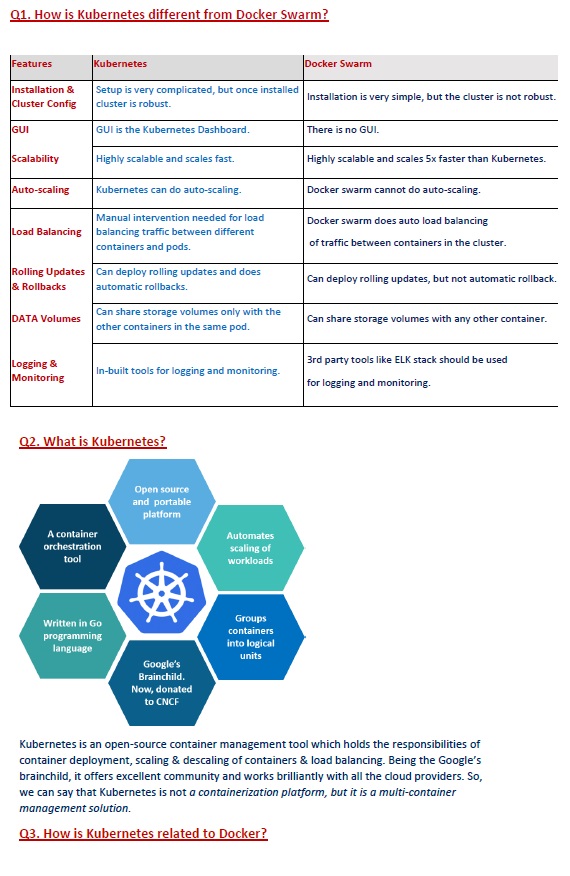 Q1. How is Kubernetes different from Docker Swarm?
Features Kubernetes Docker Swarm
Installation & Cluster Config
Setup is very complicated, but once installed
cluster is robust.
Installation is very simple, but the cluster is not robust.
GUI GUI is the Kubernetes Dashboard. There is no GUI.
Scalability Highly scalable and scales fast. Highly scalable and scales 5x faster than Kubernetes.
Auto-scaling Kubernetes can do auto-scaling. Docker swarm cannot do auto-scaling.
Load Balancing
Manual intervention needed for load
balancing traffic between different
containers and pods.
Docker swarm does auto load balancing
of traffic between containers in the cluster.
Rolling Updates
& Rollbacks
Can deploy rolling updates and does
automatic rollbacks.
Can deploy rolling updates, but not automatic rollback.
DATA Volumes
Can share storage volumes only with the
other containers in the same pod.
Can share storage volumes with any other container.
Logging &
Monitoring
In-built tools for logging and monitoring.
3rd party tools like ELK stack should be used
for logging and monitoring.
Q2. What is Kubernetes?
Open source
and portable
platform
A container
orchestration
tool
Automates
scaling of
workloads
Written in Go
programming
language
Groups
containers
into logical
units
Google's
Brainchild.
Now, donated
to CNCF
Kubernetes is an open-source container management tool which holds the responsibilities of
container deployment, scaling & descaling of containers & load balancing. Being the Google's
brainchild, it offers excellent community and works brilliantly with all the cloud providers. So,
we can say that Kubernetes is not a containerization platform, but it is a multi-container
management solution.
Q3. How is Kubernetes related to Docker?